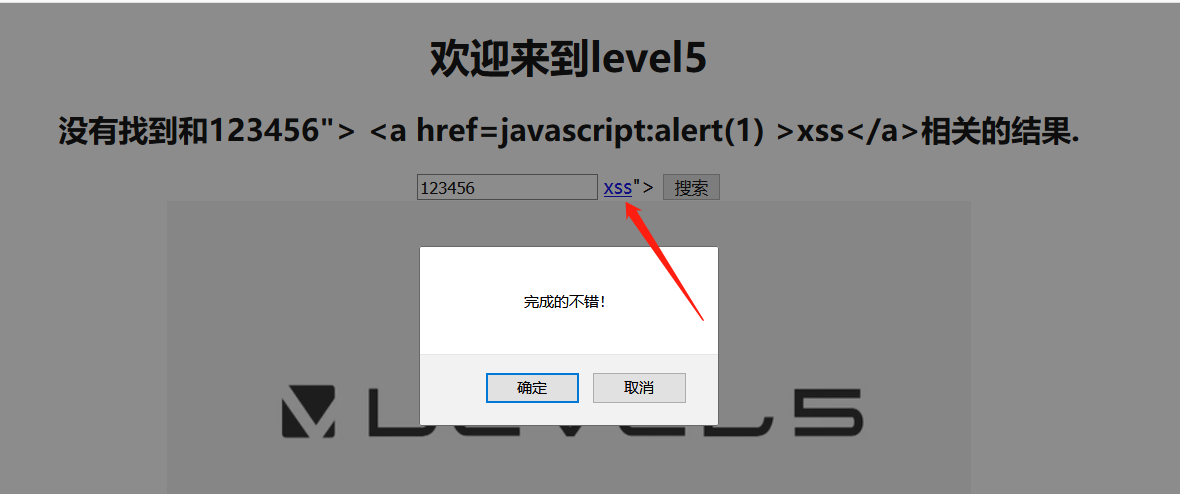 欢迎来到level5
没有找到和123456"> <a href=javascript:alert(1) >xss</a>相关的结果.
123456 xss"> 搜索
完成的不错!
确定 取消
LEVEL5